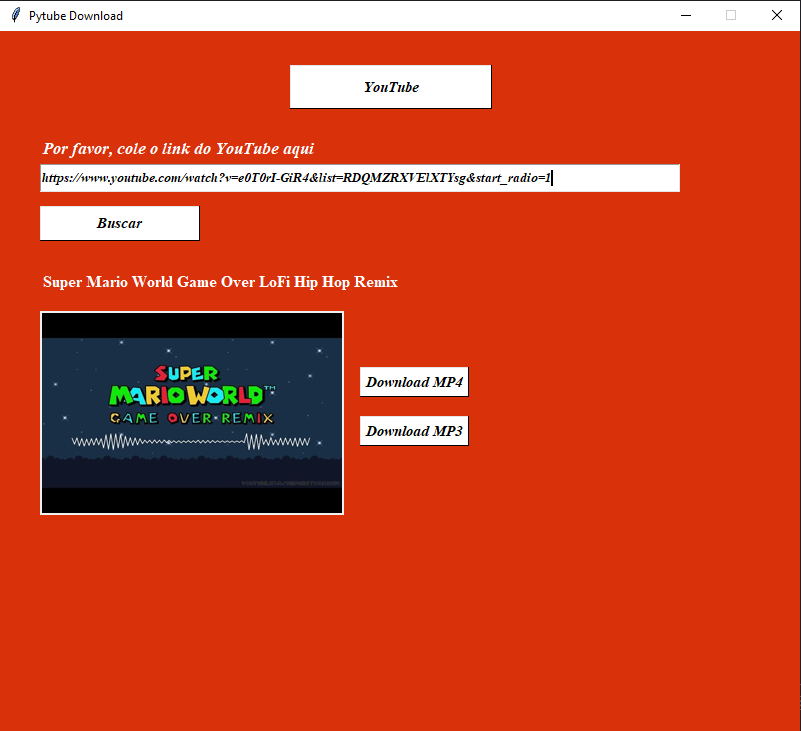 Pytube Download
YouTube
Por favor, cole o link do YouTube aqui
https://www.youtube.com/watch?v=e0T0rI-GiR4&list=RDQMZRXVElXTYsg&start_radio=1
Buscar
Super Mario World Game Over LoFi Hip Hop Remix
SUPER
MARIO WORLD™
GAME OVER REMIX
Download MP4
Download MP3